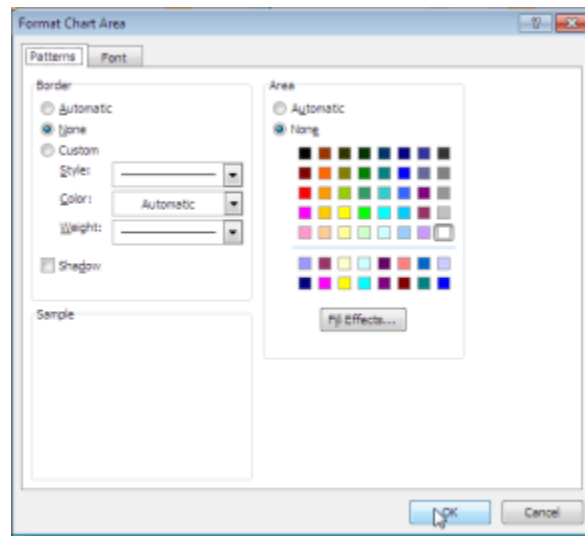 Format Chart Area
Patterns
Font
Border
Automatic
None
Custom
Style:
Color:
Automatic
Weight:
Shadow
Sample
Area
Automatic
None
Fill Effects...
OK
Cancel